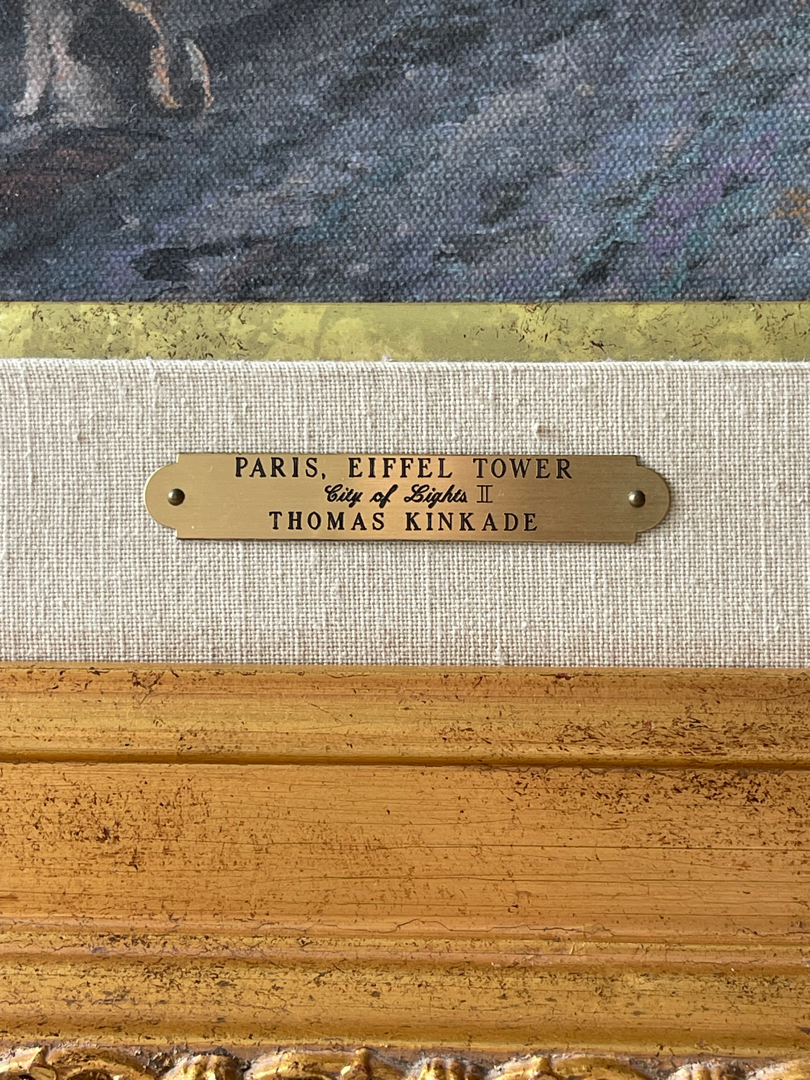 PARIS, EIFFEL TOWER
City of Lights II
THOMAS KINKADE